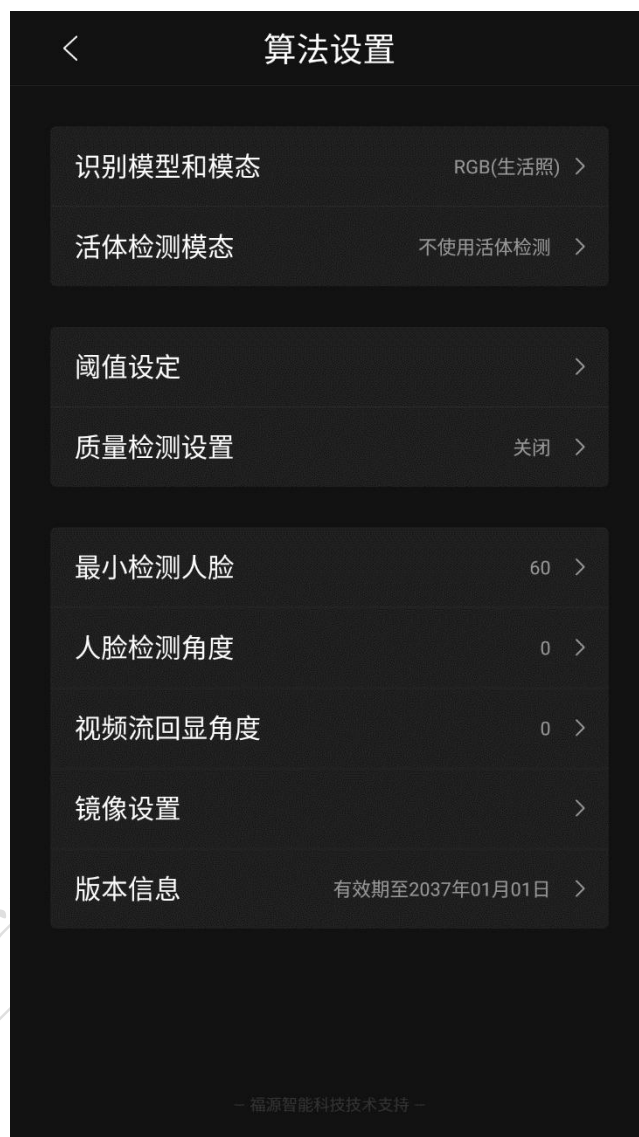 算法设置
识别模型和模态 RGB(生活照)
活体检测模态 不使用活体检测
阈值设定
质量检测设置 关闭
最小检测人脸 60
人脸检测角度 0
视频流回显角度 0
镜像设置
版本信息 有效期至2037年01月01日
— 福源智能科技技术支持 —